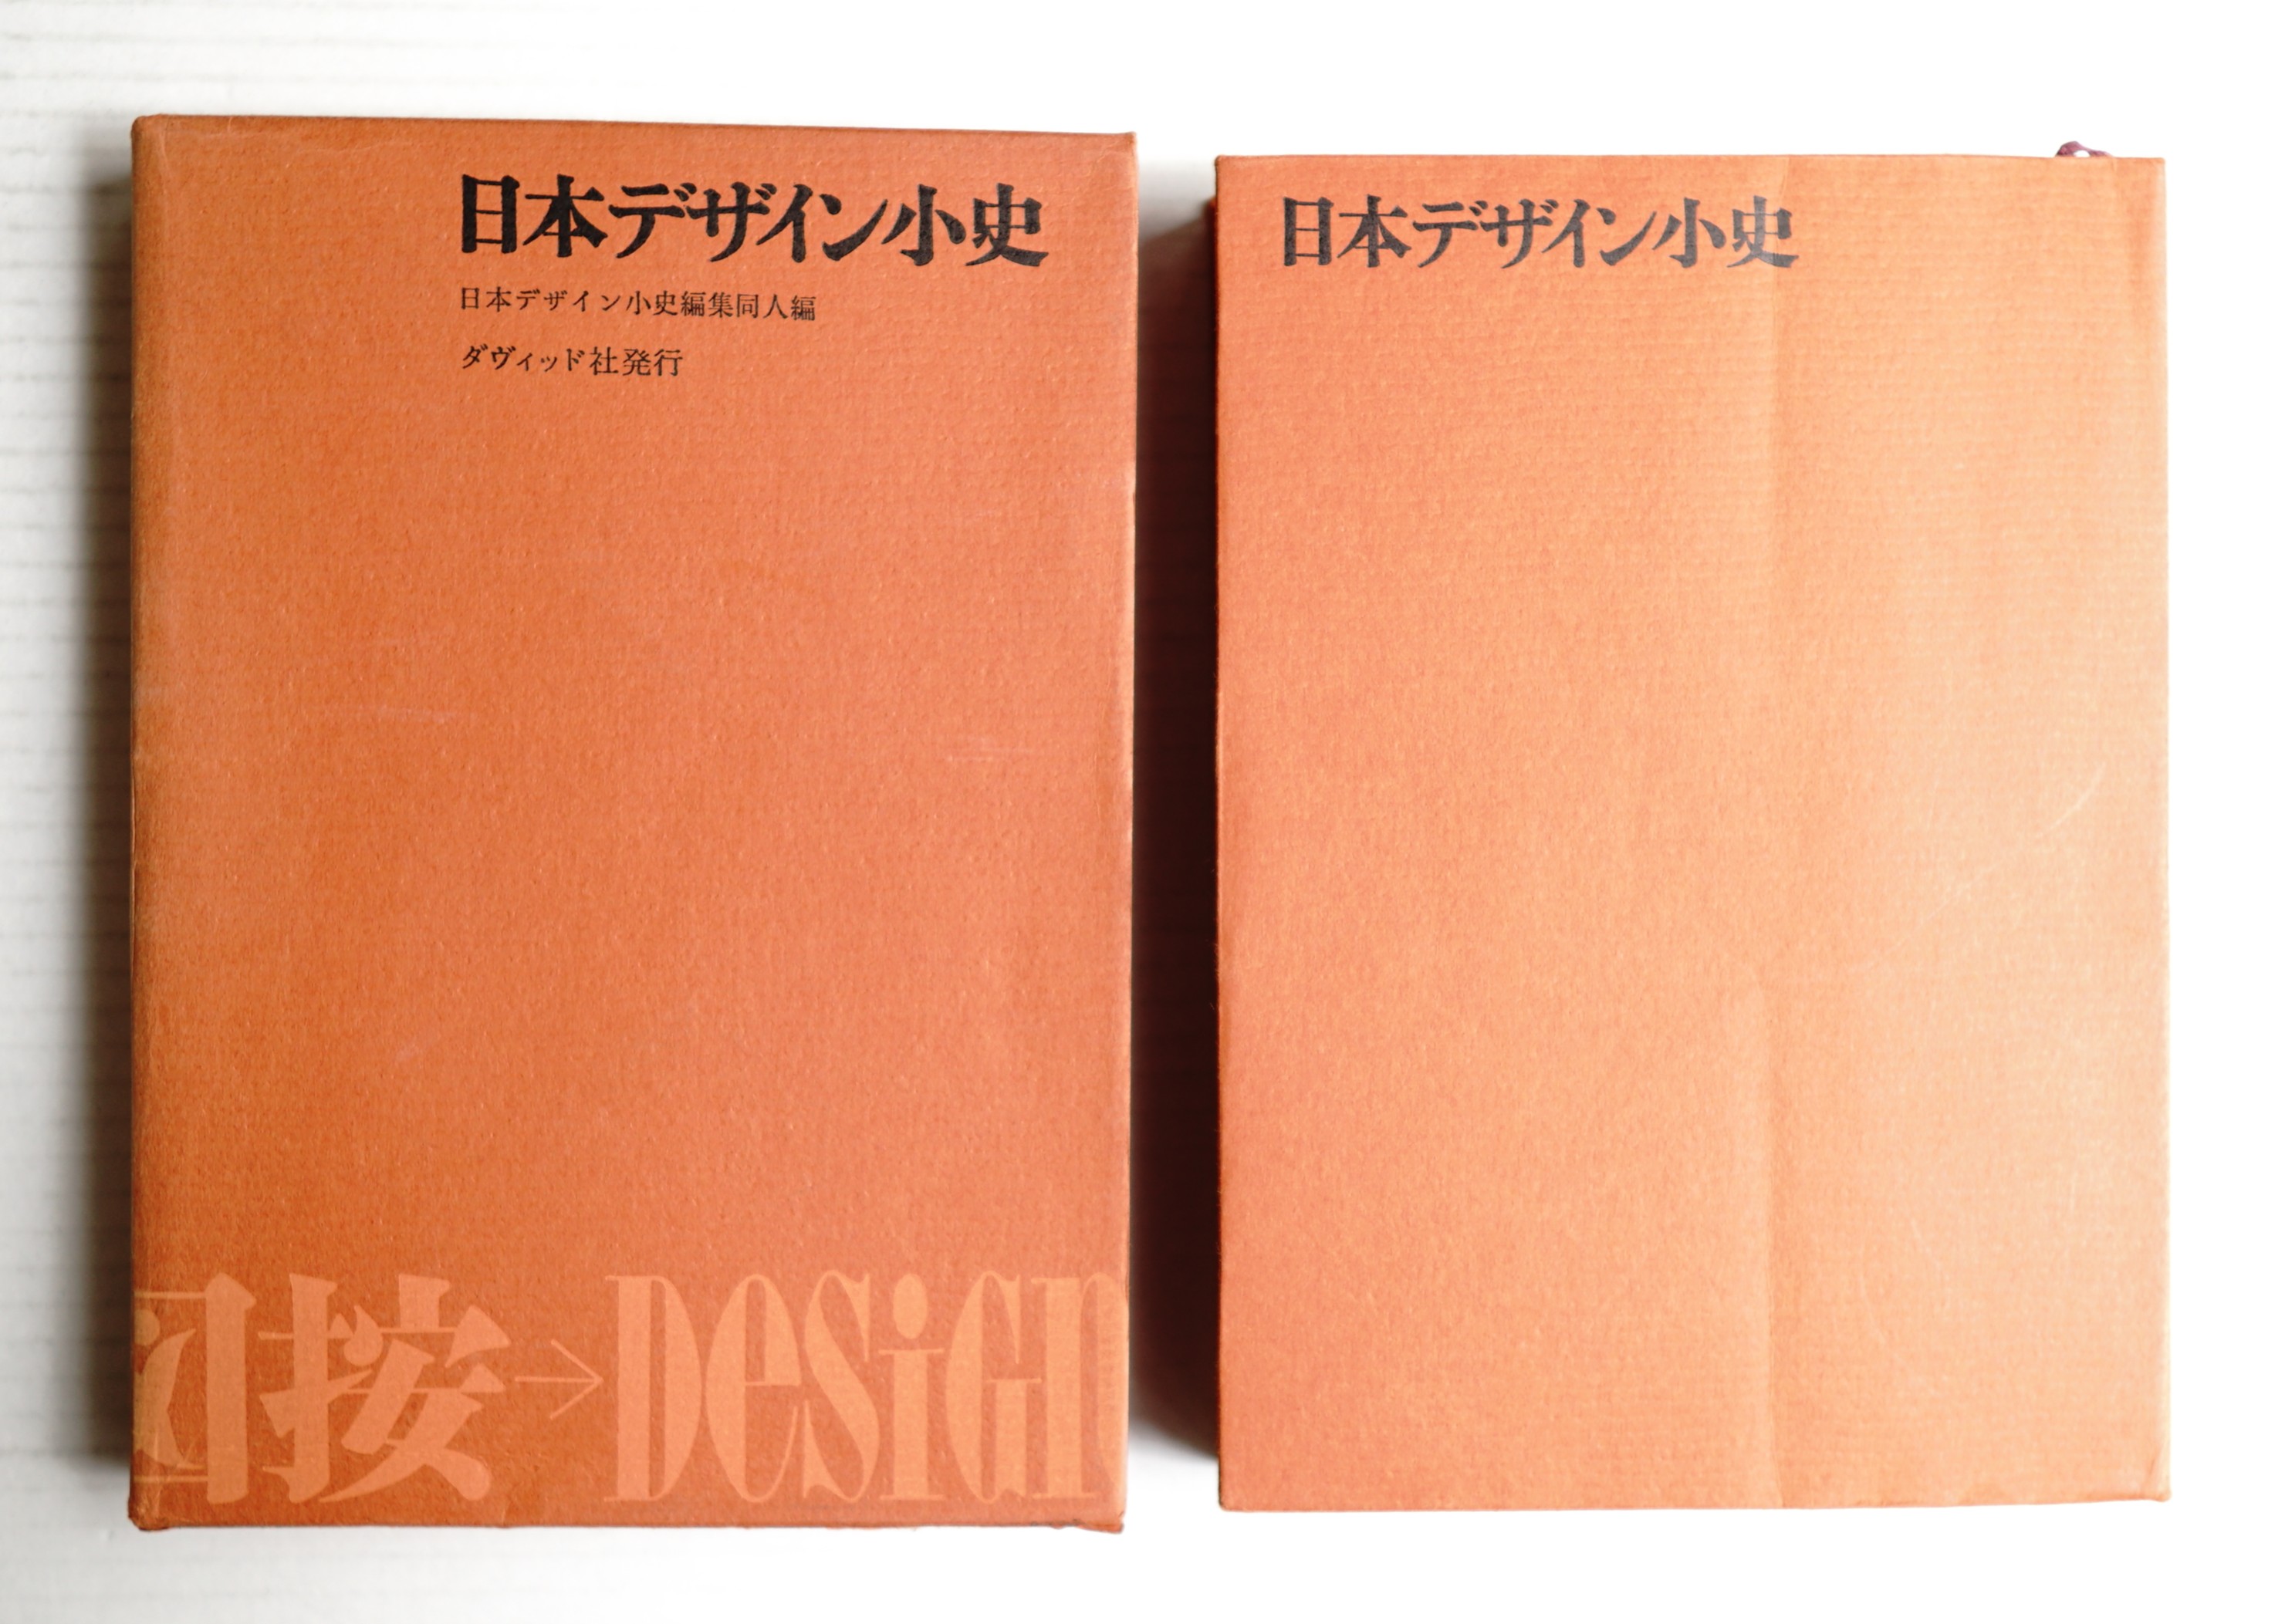 日本デザイン小史
日本デザイン小史編集同人編
ダヴィッド社発行
按→DESiGn
日本デザイン小史